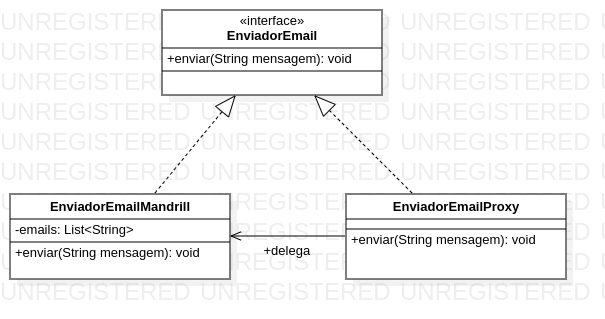 «interface»
EnviadorEmail
+enviar(String mensagem): void
EnviadorEmailMandrill
-emails: List<String>
+enviar(String mensagem): void
EnviadorEmailProxy
+enviar(String mensagem): void
+delega
UNREGISTERED UNREGISTERED UNREGISTERED